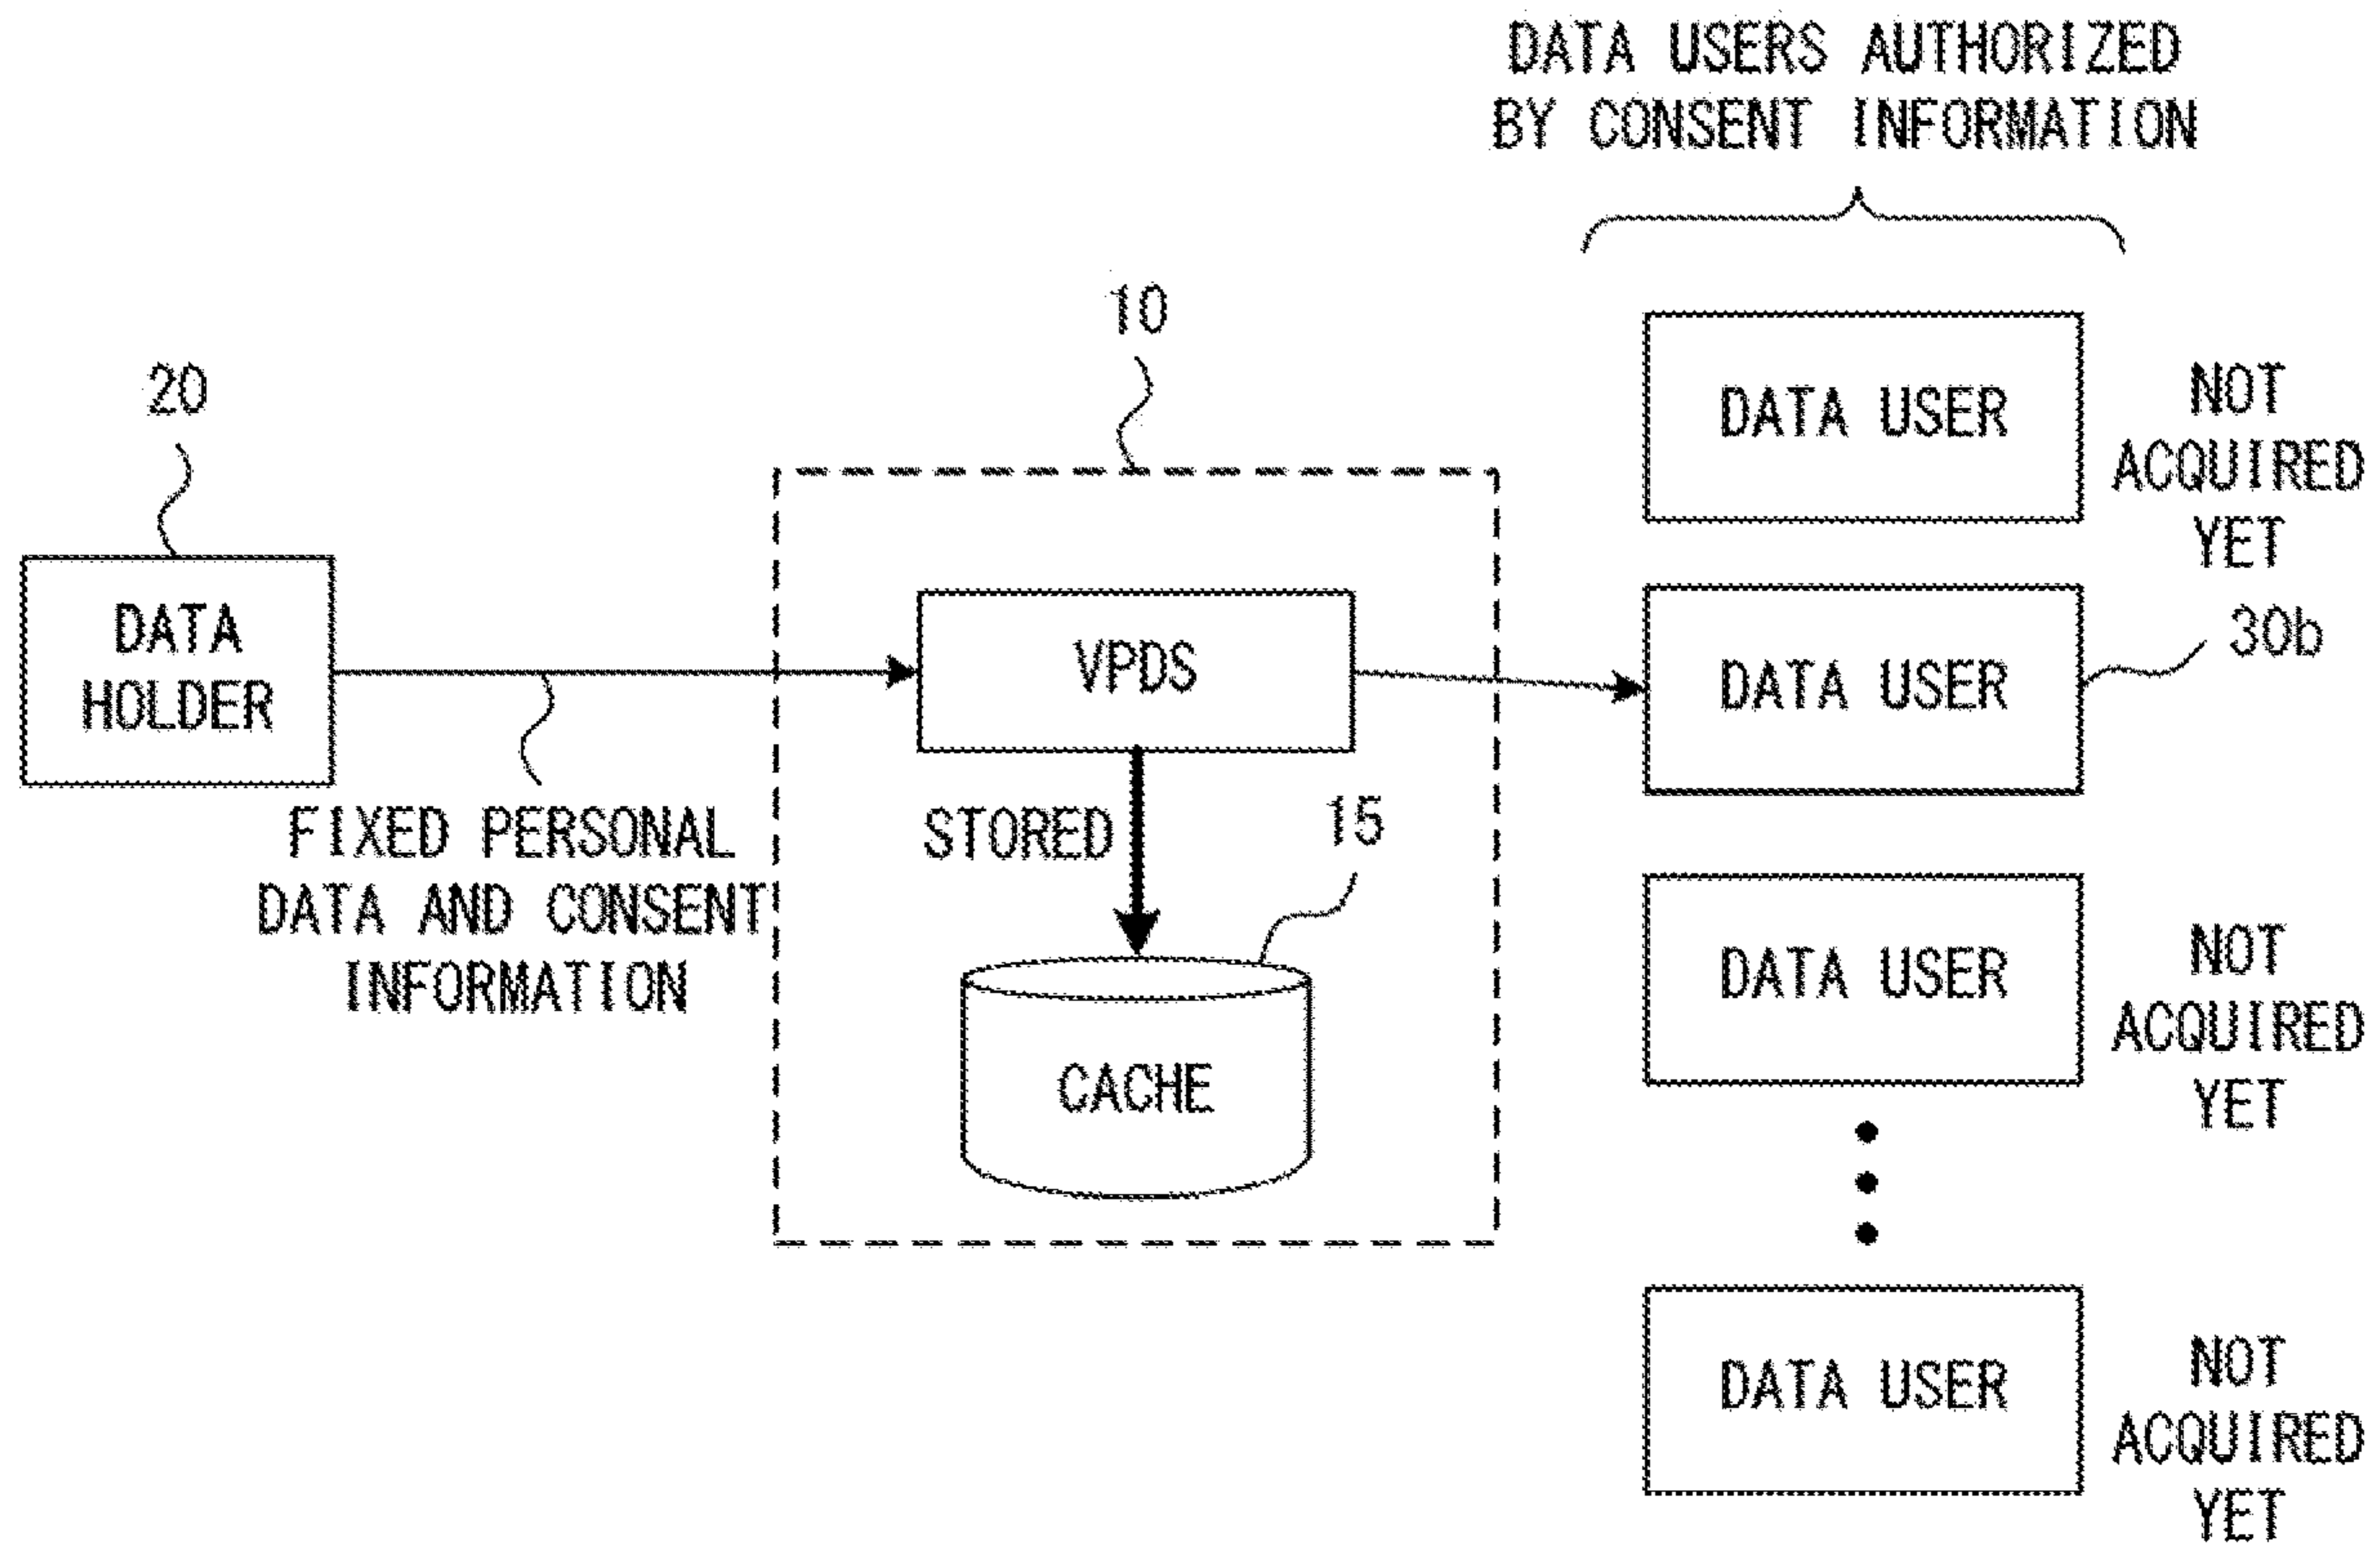 DATA USERS AUTHORIZED
BY CONSENT INFORMATION
10
20
DATA USER
NOT
ACQUIRED
YET
DATA
HOLDER
VPDS
DATA USER
30b
FIXED PERSONAL
DATA AND CONSENT
INFORMATION
STORED
15
CACHE
DATA USER
NOT
ACQUIRED
YET
DATA USER
NOT
ACQUIRED
YET